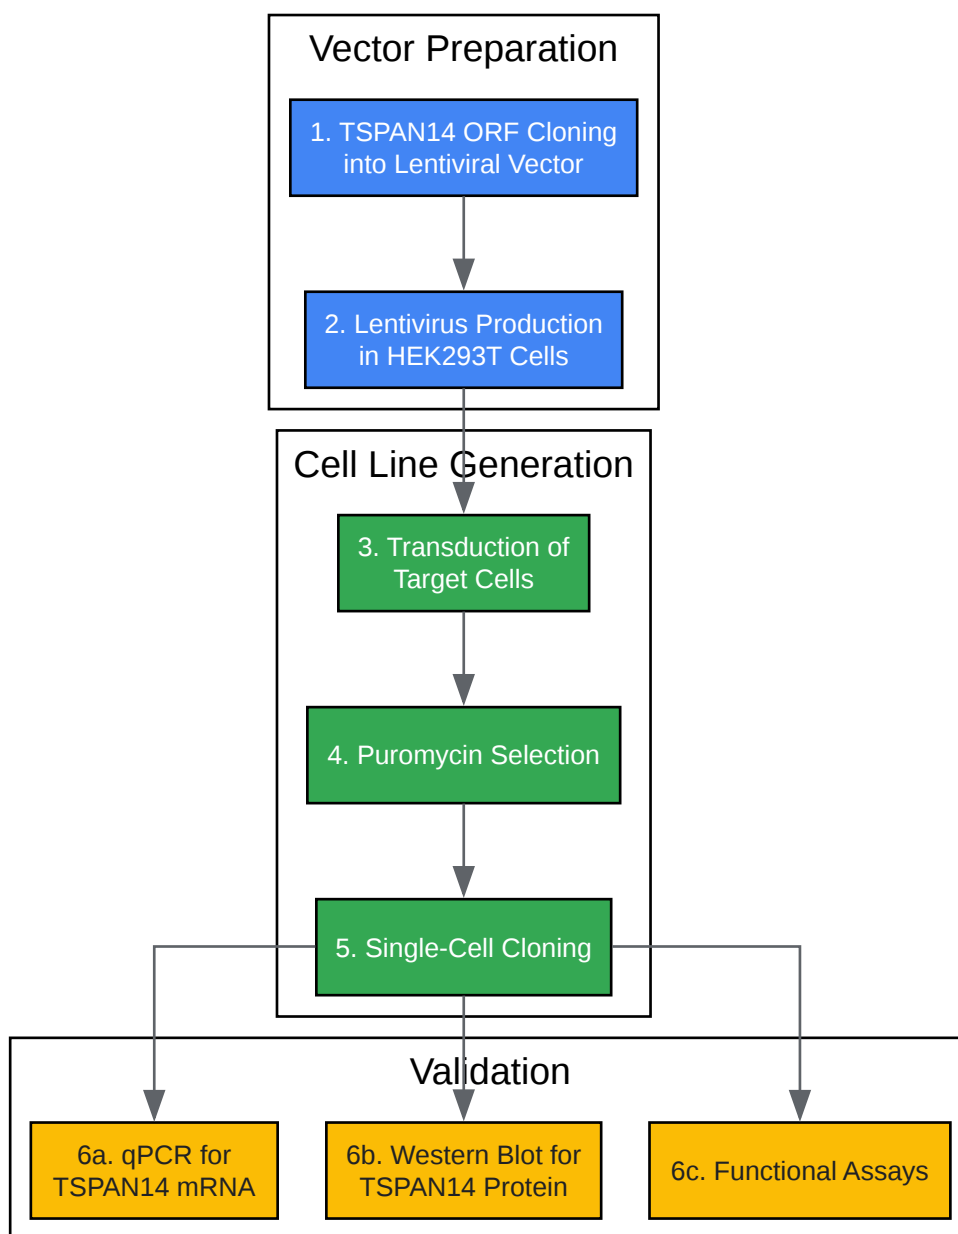 Vector Preparation
1. TSPAN14 ORF Cloning
into Lentiviral Vector
2. Lentivirus Production
in HEK293T Cells
Cell Line Generation
3. Transduction of
Target Cells
4. Puromycin Selection
5. Single-Cell Cloning
Validation
6a. qPCR for
TSPAN14 mRNA
6b. Western Blot for
TSPAN14 Protein
6c. Functional Assays